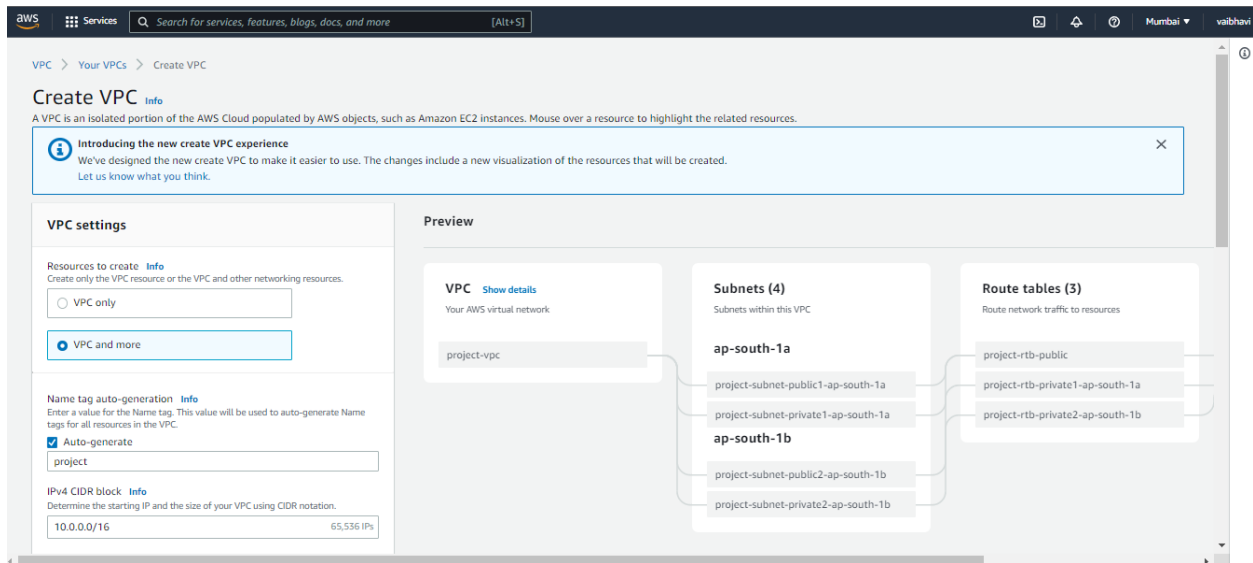 aws Services Search for services, features, blogs, docs, and more [Alt+S] Mumbai ▼ vaibhavi
VPC > Your VPCs > Create VPC
Create VPC Info
A VPC is an isolated portion of the AWS Cloud populated by AWS objects, such as Amazon EC2 instances. Mouse over a resource to highlight the related resources.
Introducing the new create VPC experience
We've designed the new create VPC to make it easier to use. The changes include a new visualization of the resources that will be created.
Let us know what you think.
VPC settings
Resources to create Info
Create only the VPC resource or the VPC and other networking resources.
VPC only
VPC and more
Name tag auto-generation Info
Enter a value for the Name tag. This value will be used to auto-generate Name
tags for all resources in the VPC.
Auto-generate
project
IPv4 CIDR block Info
Determine the starting IP and the size of your VPC using CIDR notation.
10.0.0.0/16 65,536 IPs
Preview
VPC Show details
Your AWS virtual network
project-vpc
Subnets (4)
Subnets within this VPC
ap-south-1a
project-subnet-public1-ap-south-1a
project-subnet-private1-ap-south-1a
ap-south-1b
project-subnet-public2-ap-south-1b
project-subnet-private2-ap-south-1b
Route tables (3)
Route network traffic to resources
project-rtb-public
project-rtb-private1-ap-south-1a
project-rtb-private2-ap-south-1b